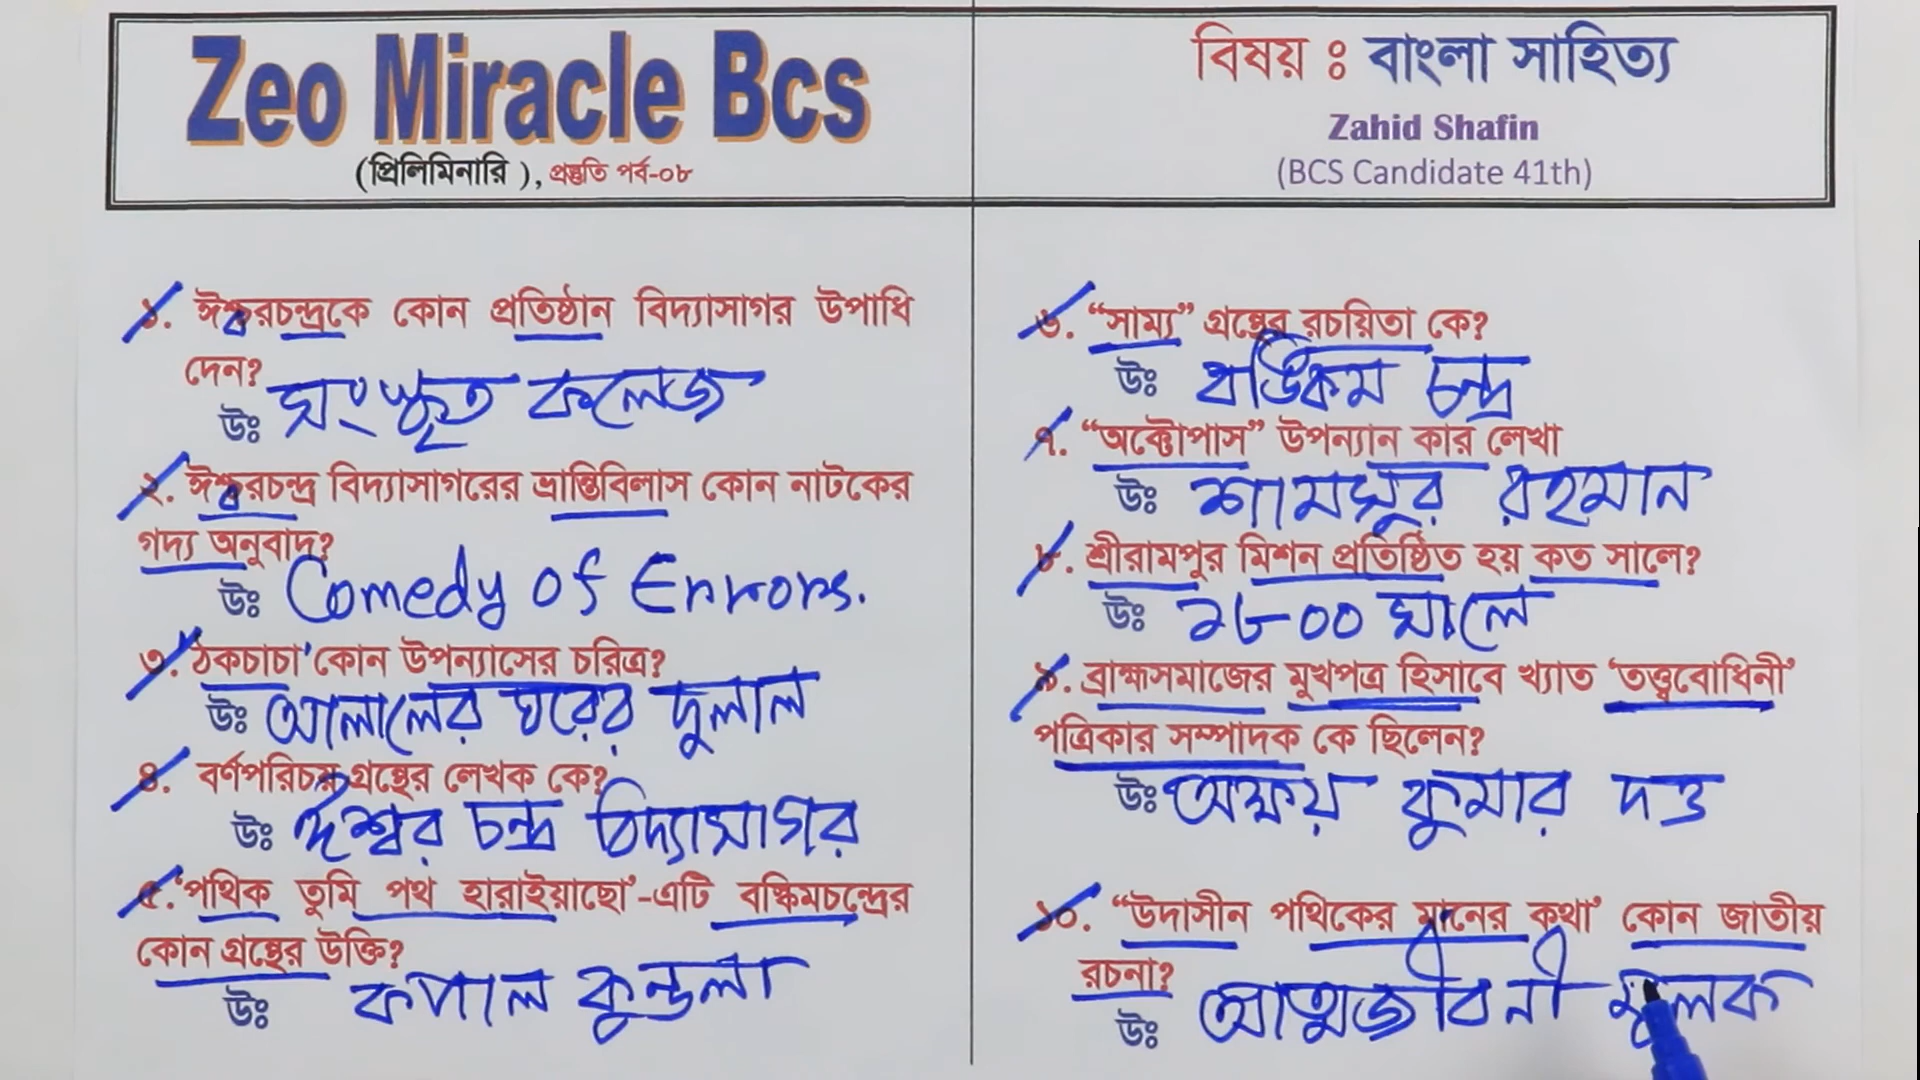 Zeo Miracle Bcs
(প্রিলিমিনারি ), প্রস্তুতি পর্ব-০৮
বিষয় ঃ বাংলা সাহিত্য
Zahid Shafin
(BCS Candidate 41th)
১. ঈশ্বরচন্দ্রকে কোন প্রতিষ্ঠান বিদ্যাসাগর উপাধি
দেন?
উঃ সংস্কৃত কলেজ
২. ঈশ্বরচন্দ্র বিদ্যাসাগরের ভ্রান্তিবিলাস কোন নাটকের
গদ্য অনুবাদ?
উঃ Comedy of Errors.
৩. 'ঠকচাচা' কোন উপন্যাসের চরিত্র?
উঃ আলালের ঘরের দুলাল
৪. বর্ণপরিচয় গ্রন্থের লেখক কে?
উঃ ঈশ্বর চন্দ্র বিদ্যাসাগর
৫. 'পথিক তুমি পথ হারাইয়াছো'-এটি বঙ্কিমচন্দ্রের
কোন গ্রন্থের উক্তি?
উঃ কপাল কুন্ডলা
৬. “সাম্য” গ্রন্থের রচয়িতা কে?
উঃ বঙিকম চন্দ্র
৭. “অক্টোপাস” উপন্যান কার লেখা
উঃ শামসুর রহমান
৮. শ্রীরামপুর মিশন প্রতিষ্ঠিত হয় কত সালে?
উঃ ১৮০০ সালে
৯. ব্রাহ্মসমাজের মুখপত্র হিসাবে খ্যাত ‘তত্ত্ববোধিনী’
পত্রিকার সম্পাদক কে ছিলেন?
উঃ অক্ষয় কুমার দত্ত
১০. “উদাসীন পথিকের মানের কথা’ কোন জাতীয়
রচনা?
উঃ আত্মজীবনী মূলক